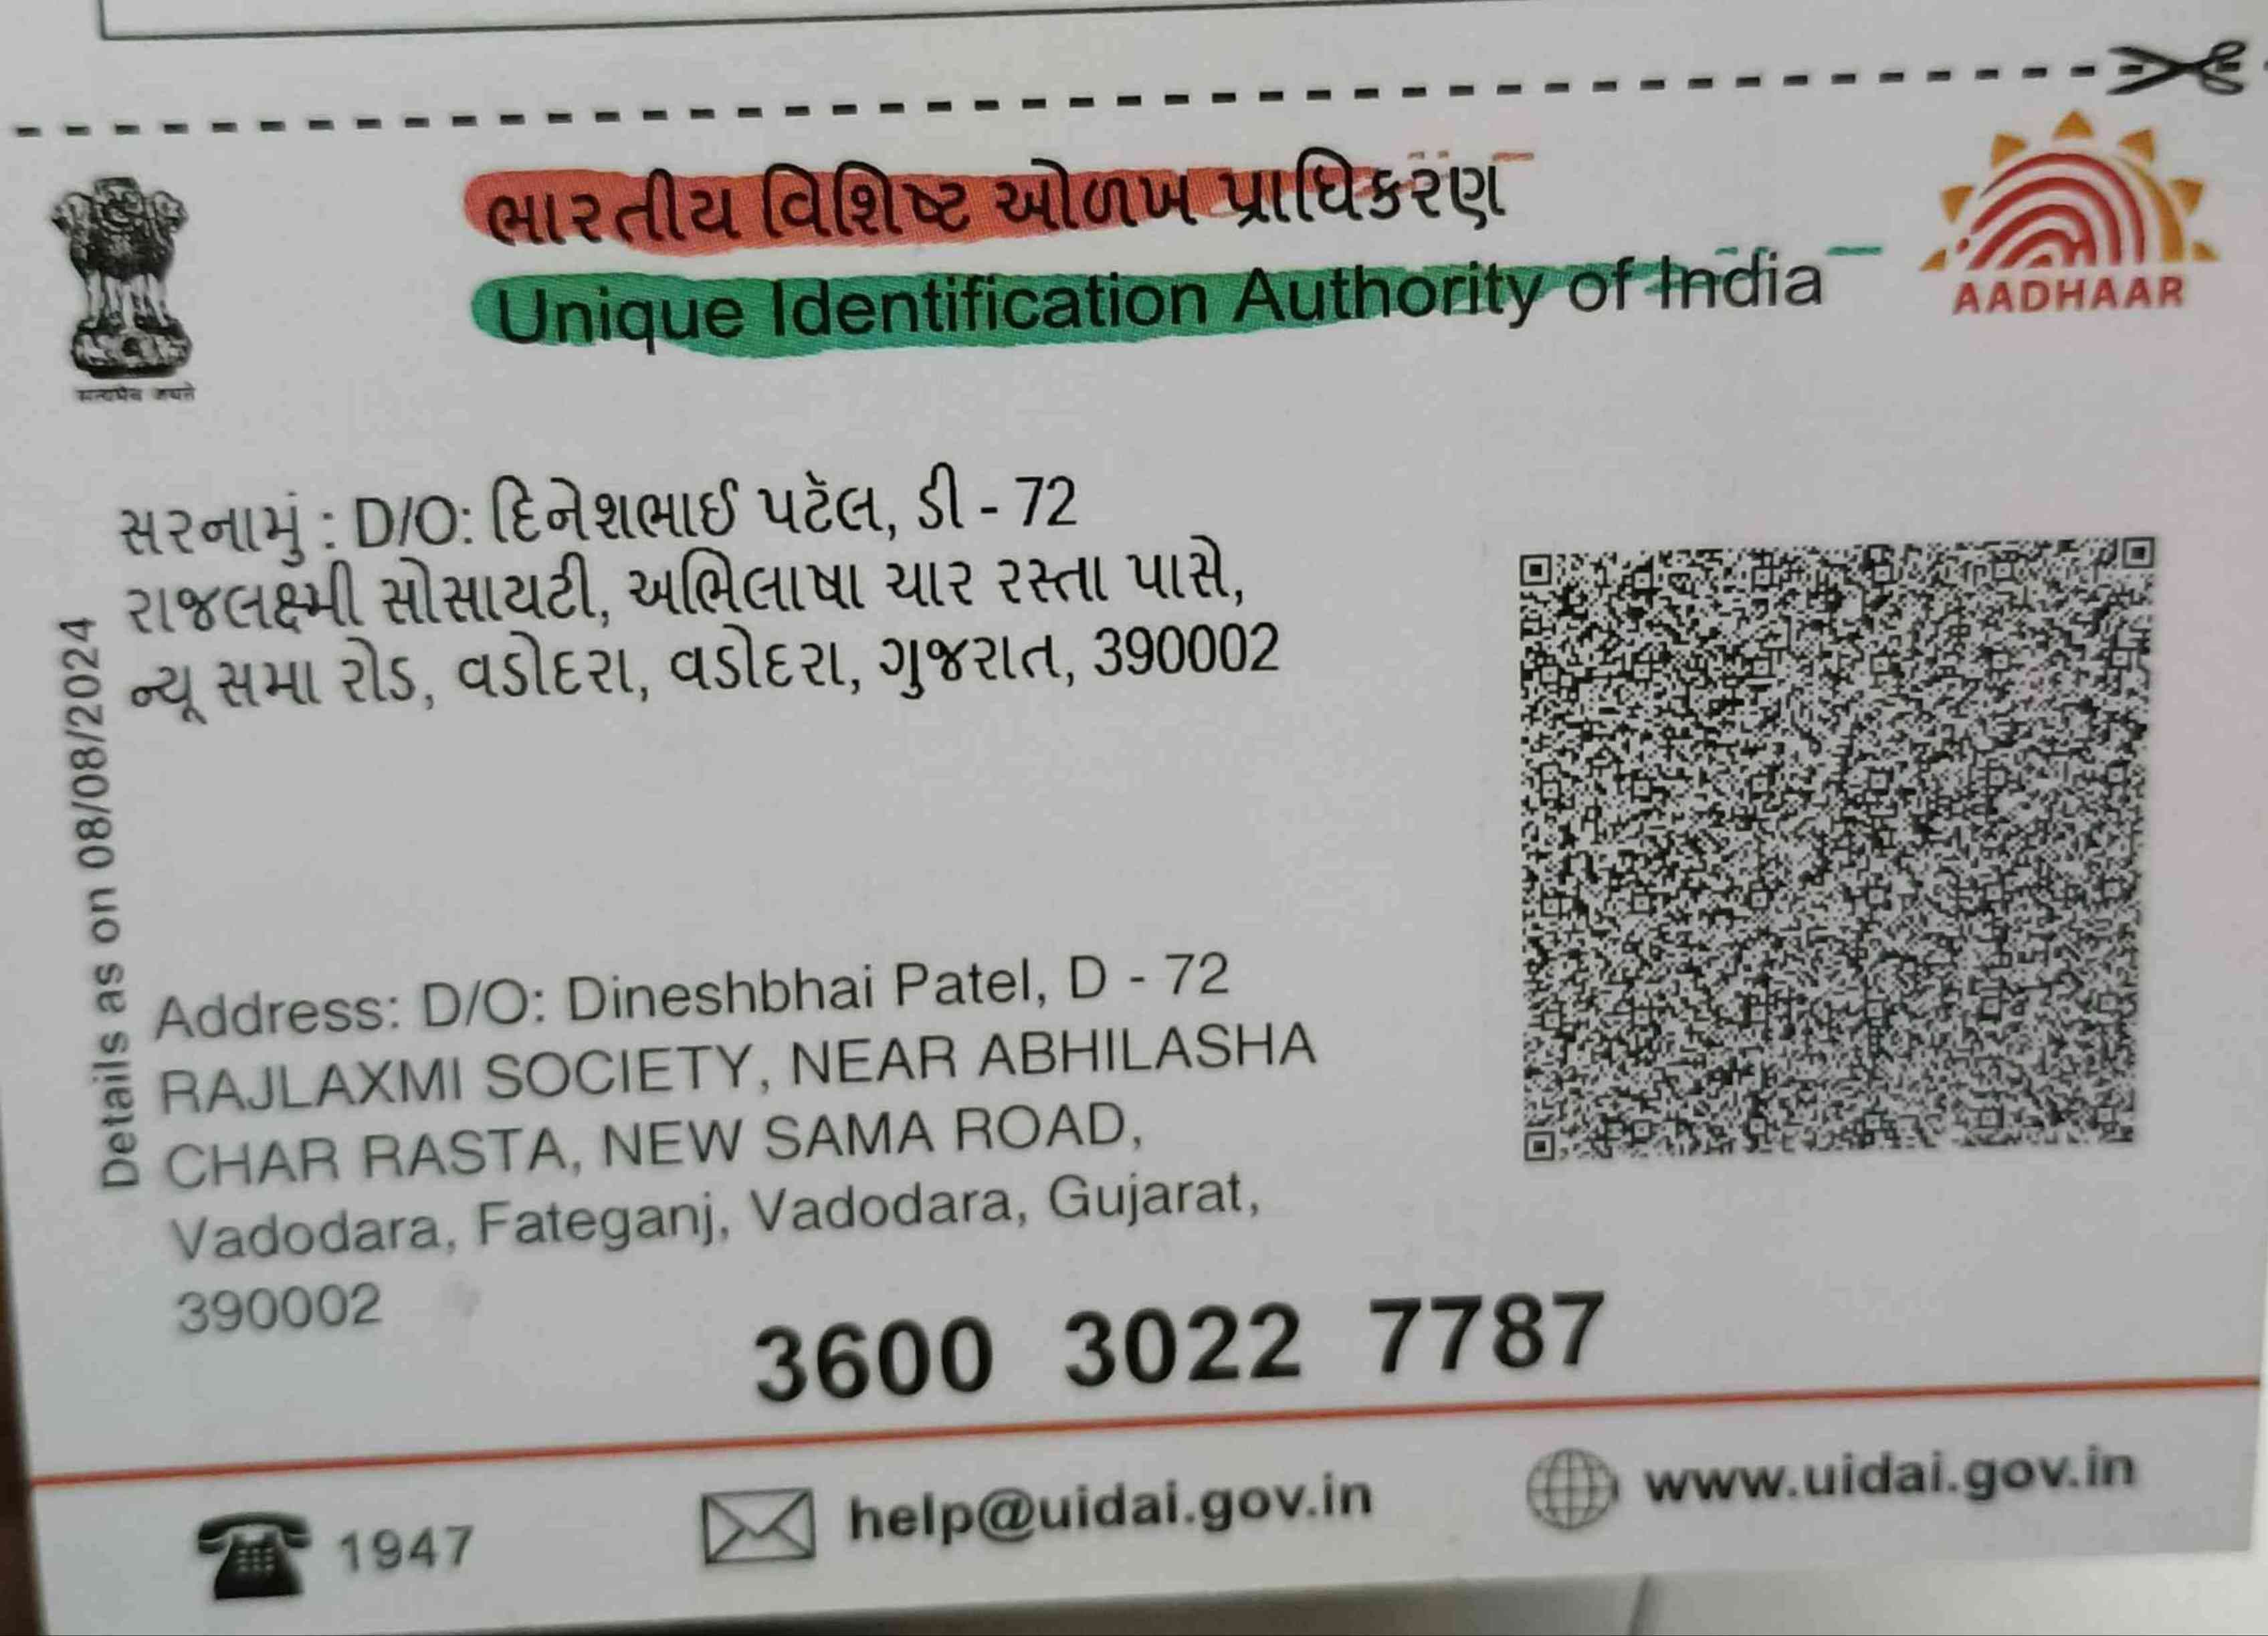 ભારતીય વિશિષ્ટ ઓળખ પ્રાધિકરણ
Unique Identification Authority of India
AADHAAR
सत्यमेव जयते
સરનામું : D/O: દિનેશભાઈ પટેલ, ડી - 72
રાજલક્ષ્મી સોસાયટી, અભિલાષા ચાર રસ્તા પાસે,
ન્યૂ સમા રોડ, વડોદરા, વડોદરા, ગુજરાત, 390002
Details as on 08/08/2024
Address: D/O: Dineshbhai Patel, D - 72
RAJLAXMI SOCIETY, NEAR ABHILASHA
CHAR RASTA, NEW SAMA ROAD,
Vadodara, Fateganj, Vadodara, Gujarat,
390002
3600 3022 7787
1947
help@uidai.gov.in
www.uidai.gov.in